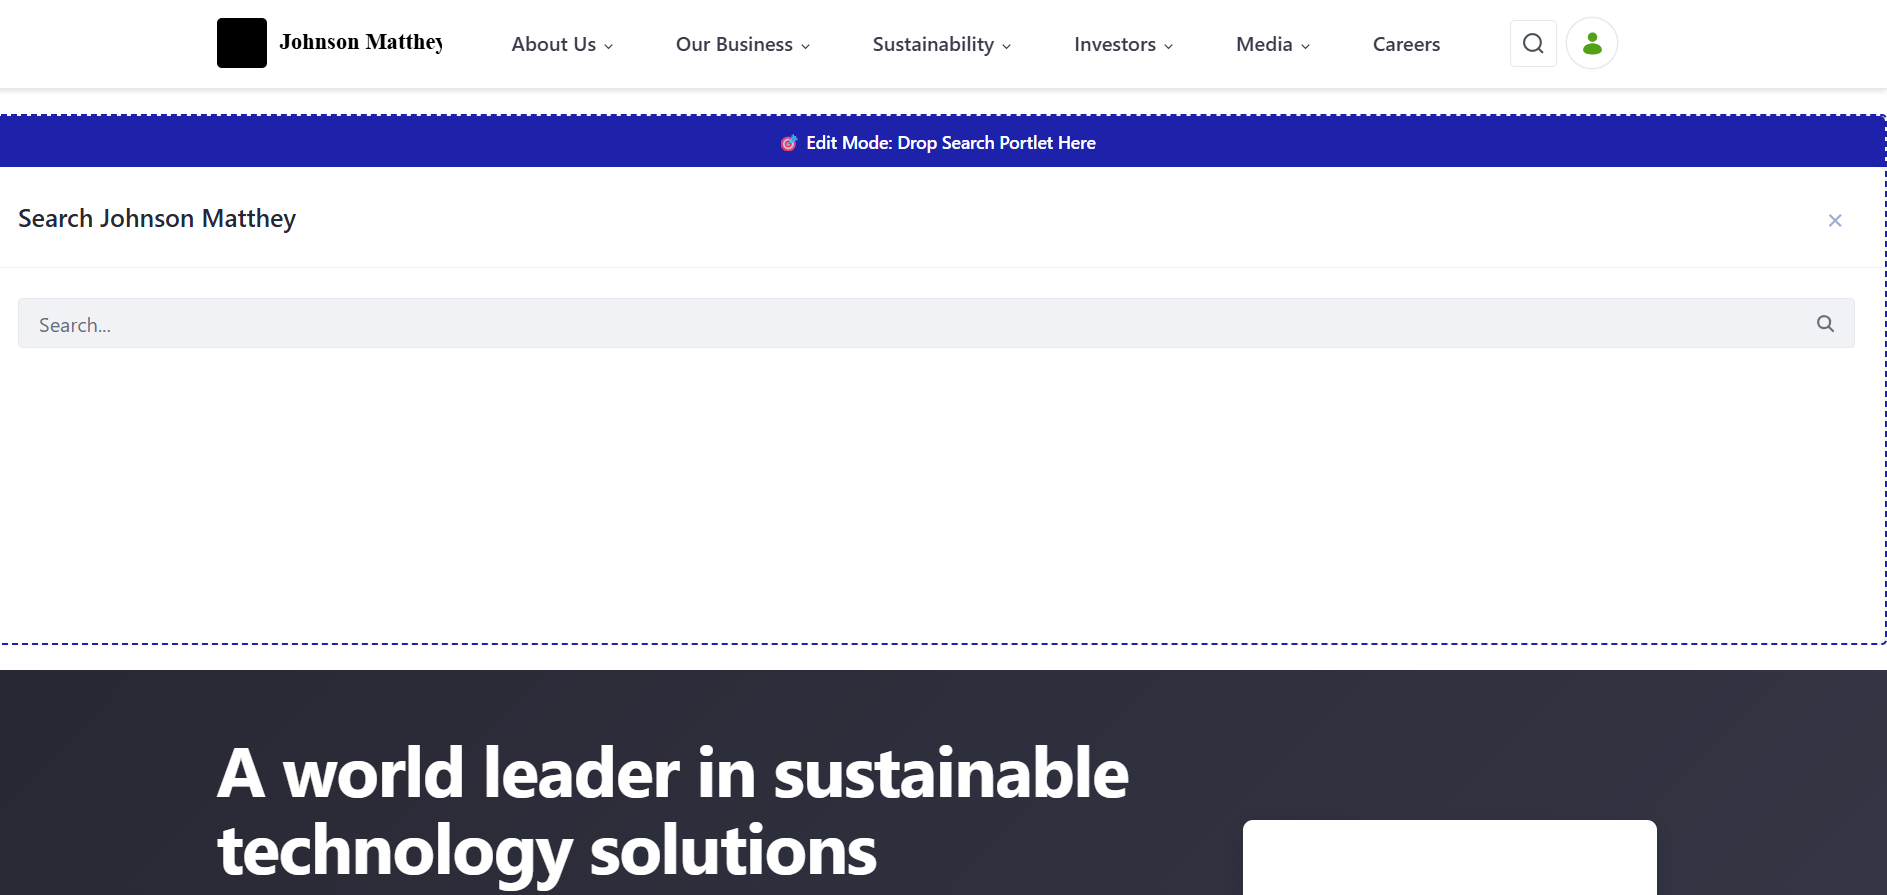 Johnson Matthey
About Us
Our Business
Sustainability
Investors
Media
Careers
Edit Mode: Drop Search Portlet Here
Search Johnson Matthey
Search...
A world leader in sustainable
technology solutions